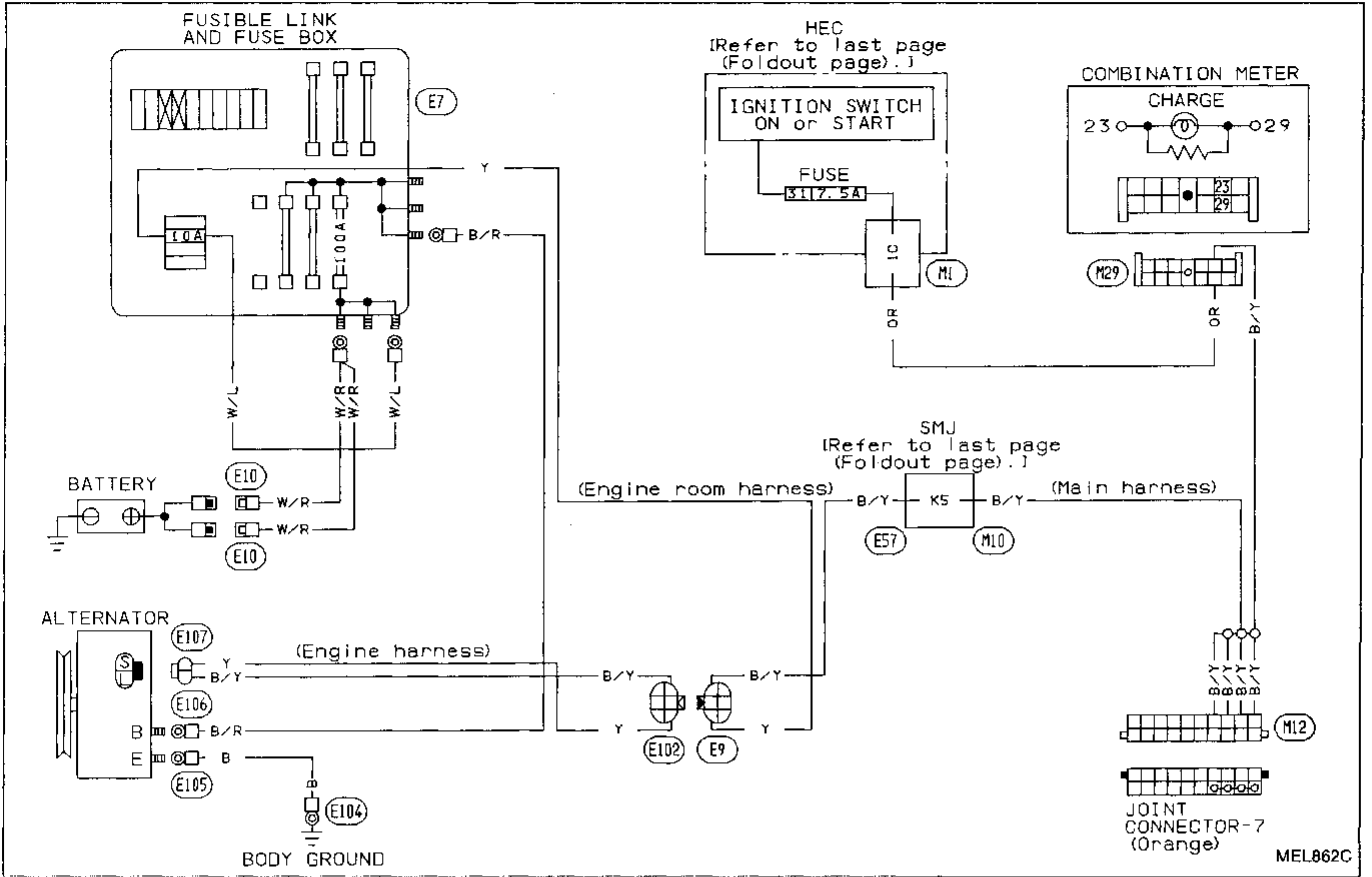 FUSIBLE LINK
AND FUSE BOX
E7
10A
100A
Y
B/R
W/L
W/R
W/R
W/L
HEC
[Refer to last page
(Foldout page).]
IGNITION SWITCH
ON or START
FUSE
31 7.5A
1C
M1
OR
COMBINATION METER
CHARGE
23
29
23
29
M29
OR
B/Y
BATTERY
E10
W/R
W/R
E10
(Engine room harness)
SMJ
[Refer to last page
(Foldout page).]
B/Y
K5
B/Y
(Main harness)
E57
M10
ALTERNATOR
S
L
E107
Y
B/Y
(Engine harness)
E106
B
B/R
E
B
E105
B
E104
BODY GROUND
B/Y
Y
E102
B/Y
Y
E9
B/Y
B/Y
B/Y
B/Y
M12
JOINT
CONNECTOR-7
(Orange)
MEL862C